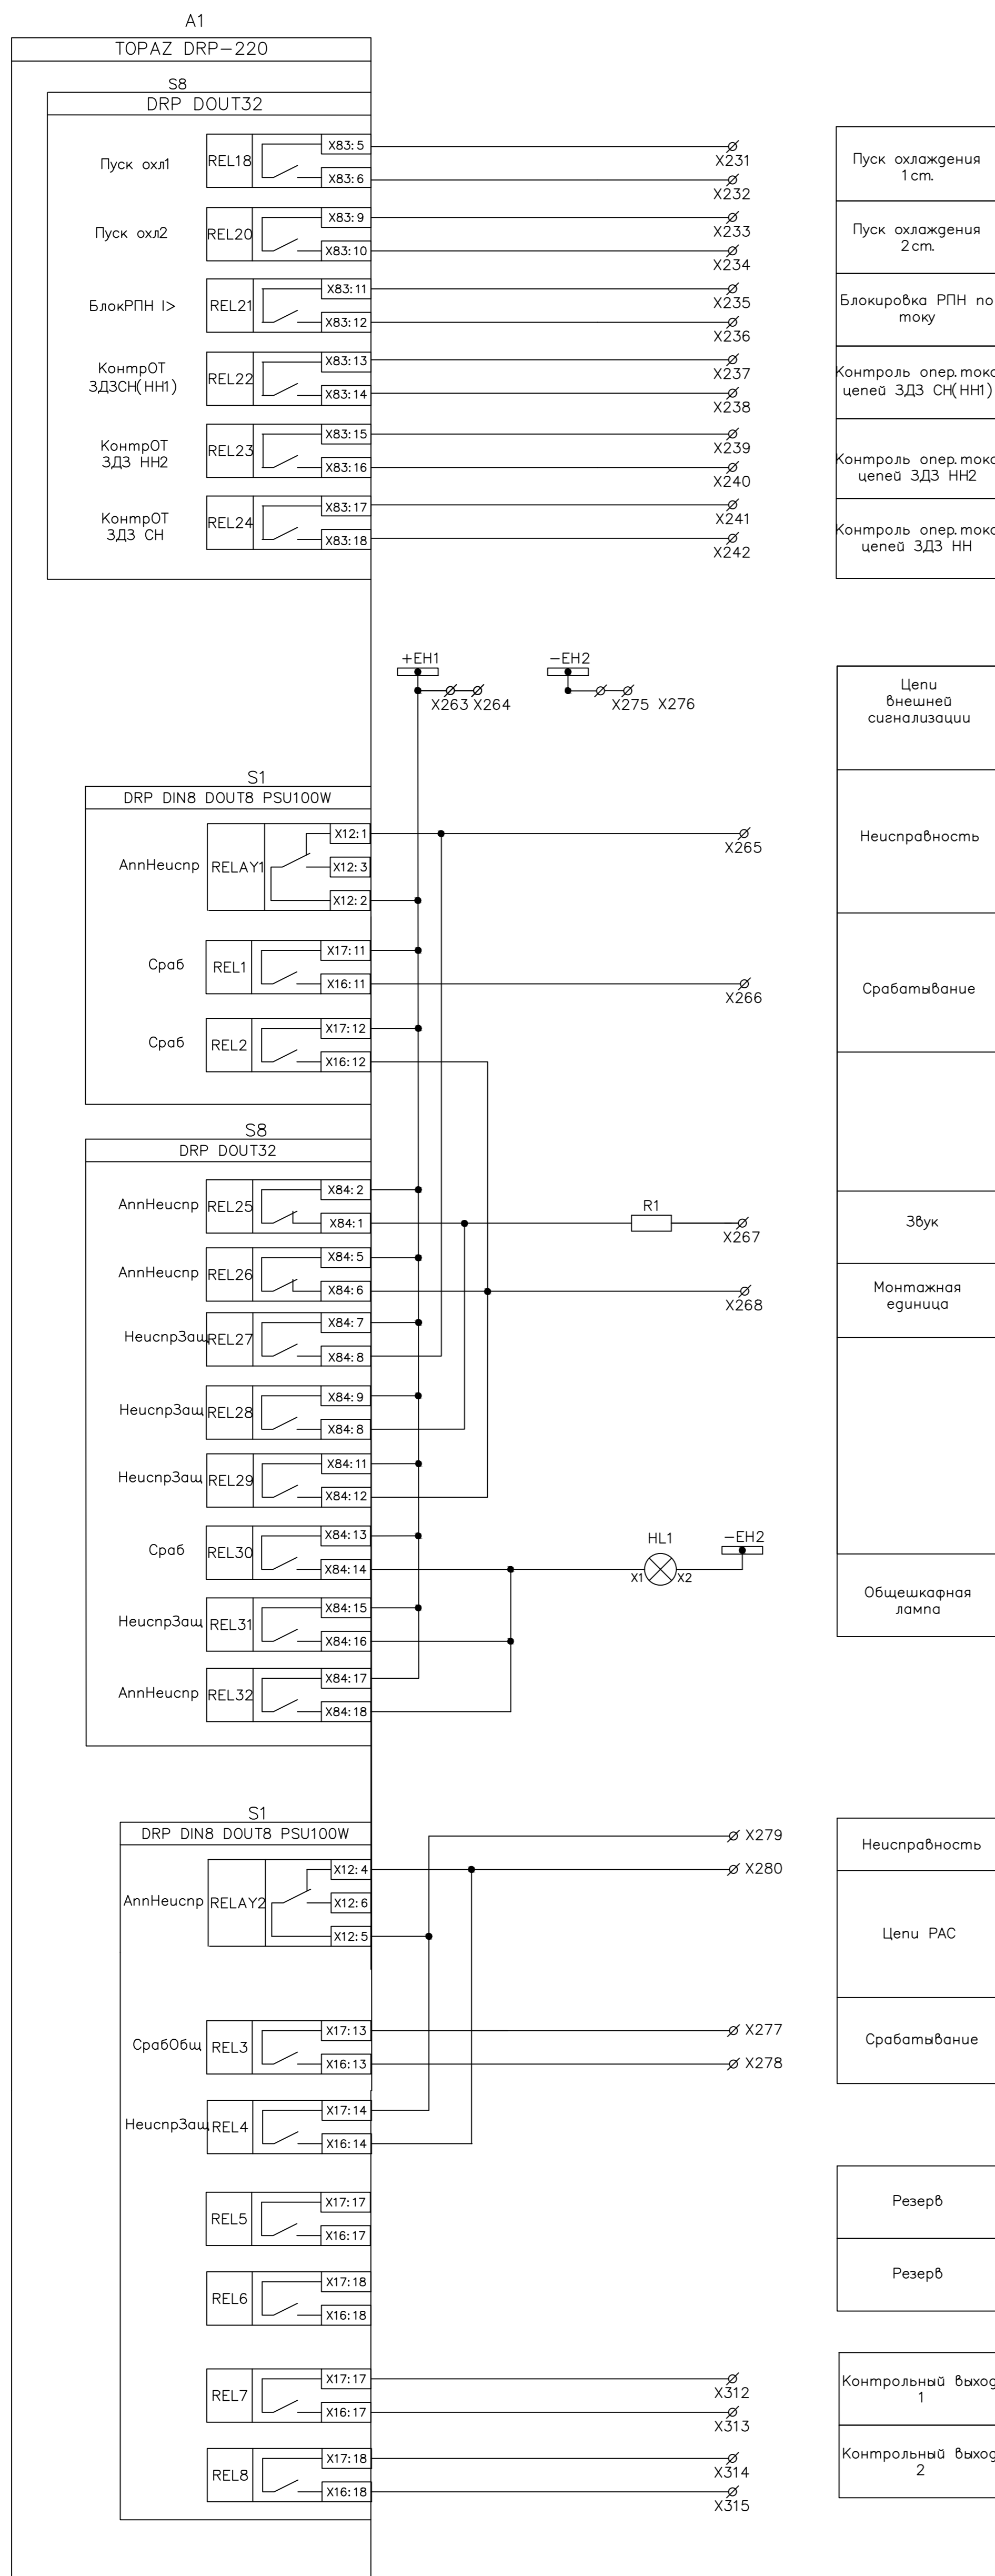 A1
TOPAZ DRP-220
S8
DRP DOUT32
Пуск охл1
REL18
X83:5
X83:6
X231
X232
Пуск охлаждения
1 ст.
Пуск охл2
REL20
X83:9
X83:10
X233
X234
Пуск охлаждения
2 ст.
БлокРПН I>
REL21
X83:11
X83:12
X235
X236
Блокировка РПН по
току
КонтрОТ
ЗДЗСН(НН1)
REL22
X83:13
X83:14
X237
X238
Контроль опер.тока
цепей ЗДЗ СН(НН1)
КонтрОТ
ЗДЗ НН2
REL23
X83:15
X83:16
X239
X240
Контроль опер.тока
цепей ЗДЗ НН2
КонтрОТ
ЗДЗ СН
REL24
X83:17
X83:18
X241
X242
Контроль опер.тока
цепей ЗДЗ НН
+EH1
X263 X264
-EH2
X275 X276
Цепи
внешней
сигнализации
S1
DRP DIN8 DOUT8 PSU100W
АппНеиспр
RELAY1
X12:1
X12:3
X12:2
X265
Неисправность
Сраб
REL1
X17:11
X16:11
X266
Срабатывание
Сраб
REL2
X17:12
X16:12
S8
DRP DOUT32
АппНеиспр
REL25
X84:2
X84:1
R1
X267
Звук
АппНеиспр
REL26
X84:5
X84:6
X268
Монтажная
единица
НеиспрЗащ
REL27
X84:7
X84:8
НеиспрЗащ
REL28
X84:9
X84:8
НеиспрЗащ
REL29
X84:11
X84:12
Сраб
REL30
X84:13
X84:14
HL1
X1
X2
-EH2
Общешкафная
лампа
НеиспрЗащ
REL31
X84:15
X84:16
АппНеиспр
REL32
X84:17
X84:18
S1
DRP DIN8 DOUT8 PSU100W
X279
Неисправность
АппНеиспр
RELAY2
X12:4
X12:6
X12:5
X280
Цепи РАС
СрабОбщ
REL3
X17:13
X16:13
X277
X278
Срабатывание
НеиспрЗащ
REL4
X17:14
X16:14
REL5
X17:17
X16:17
Резерв
REL6
X17:18
X16:18
Резерв
REL7
X17:17
X16:17
X312
X313
Контрольный выход
1
REL8
X17:18
X16:18
X314
X315
Контрольный выход
2